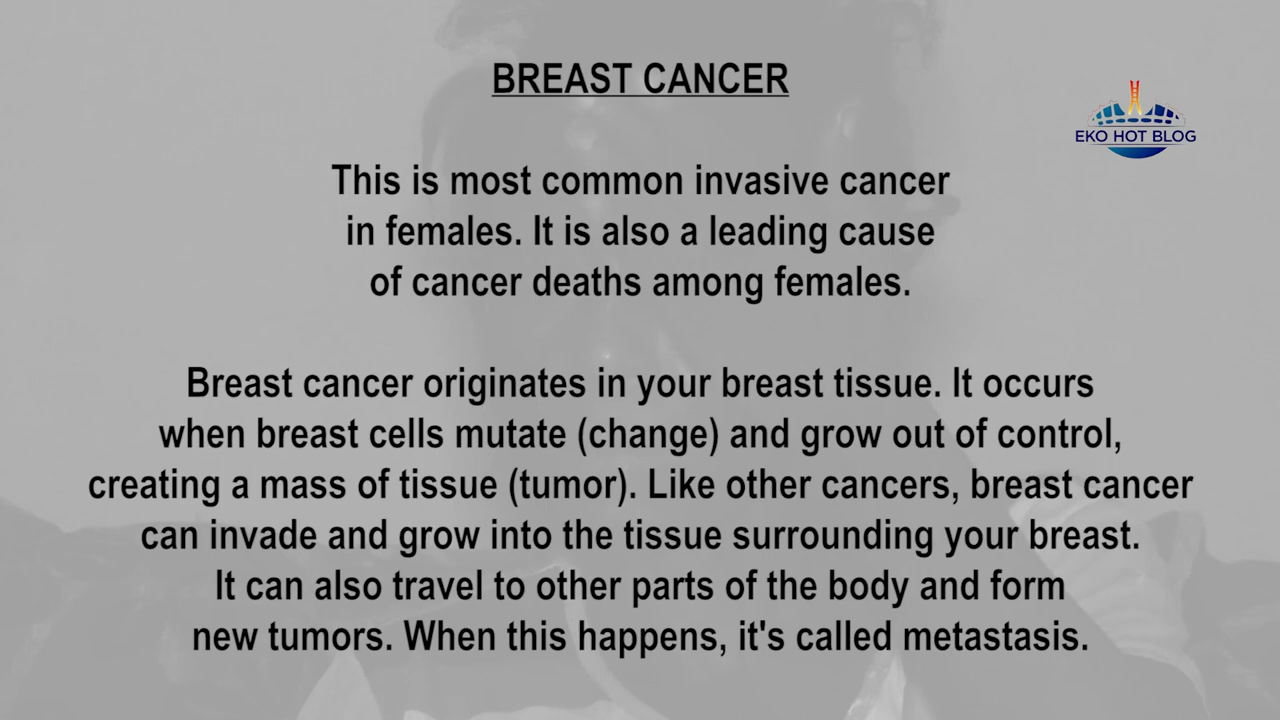 BREAST CANCER
EKO HOT BLOG
This is most common invasive cancer
in females. It is also a leading cause
of cancer deaths among females.
Breast cancer originates in your breast tissue. It occurs
when breast cells mutate (change) and grow out of control,
creating a mass of tissue (tumor). Like other cancers, breast cancer
can invade and grow into the tissue surrounding your breast.
It can also travel to other parts of the body and form
new tumors. When this happens, it's called metastasis.